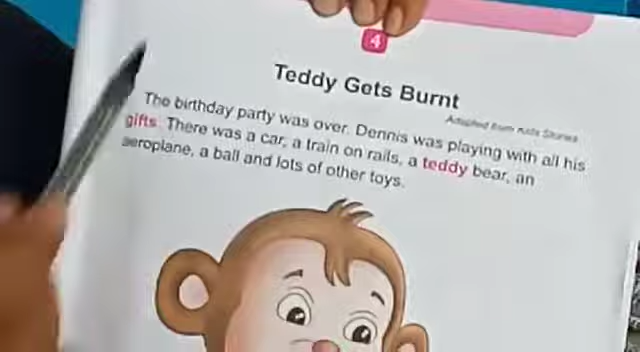 4
Teddy Gets Burnt
Adapted from Kids Stories
The birthday party was over. Dennis was playing with all his
gifts. There was a car, a train on rails, a teddy bear, an
aeroplane, a ball and lots of other toys.